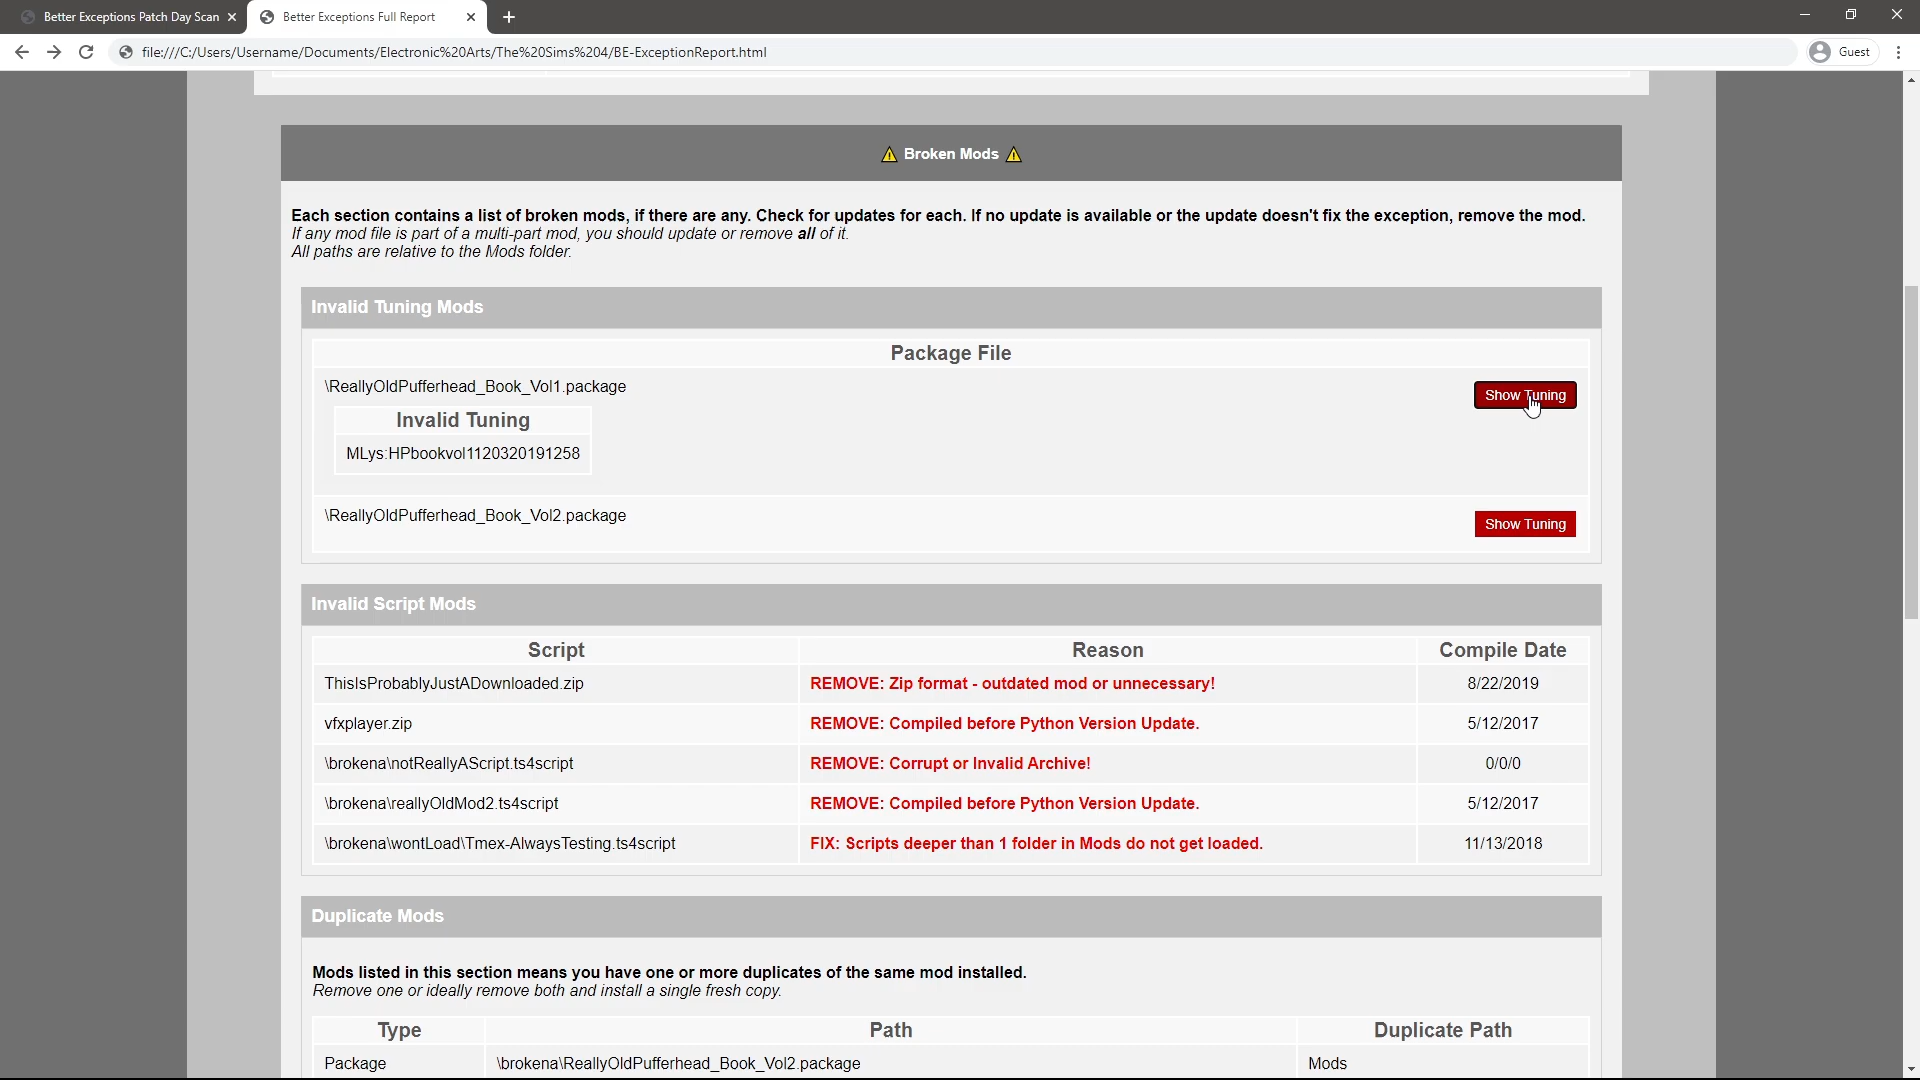 Better Exceptions Patch Day Scan
Better Exceptions Full Report
file:///C:/Users/Username/Documents/Electronic%20Arts/The%20Sims%204/BE-ExceptionReport.html
Guest
Broken Mods
Each section contains a list of broken mods, if there are any. Check for updates for each. If no update is available or the update doesn't fix the exception, remove the mod.
If any mod file is part of a multi-part mod, you should update or remove all of it.
All paths are relative to the Mods folder.
Invalid Tuning Mods
Package File
\ReallyOldPufferhead_Book_Vol1.package
Show Tuning
Invalid Tuning
MLys:HPbookvol1120320191258
\ReallyOldPufferhead_Book_Vol2.package
Show Tuning
Invalid Script Mods
Script Reason Compile Date
ThisIsProbablyJustADownloaded.zip REMOVE: Zip format - outdated mod or unnecessary! 8/22/2019
vfxplayer.zip REMOVE: Compiled before Python Version Update. 5/12/2017
\brokena\notReallyAScript.ts4script REMOVE: Corrupt or Invalid Archive! 0/0/0
\brokena\reallyOldMod2.ts4script REMOVE: Compiled before Python Version Update. 5/12/2017
\brokena\wontLoad\Tmex-AlwaysTesting.ts4script FIX: Scripts deeper than 1 folder in Mods do not get loaded. 11/13/2018
Duplicate Mods
Mods listed in this section means you have one or more duplicates of the same mod installed.
Remove one or ideally remove both and install a single fresh copy.
Type Path Duplicate Path
Package \brokena\ReallyOldPufferhead_Book_Vol2.package Mods